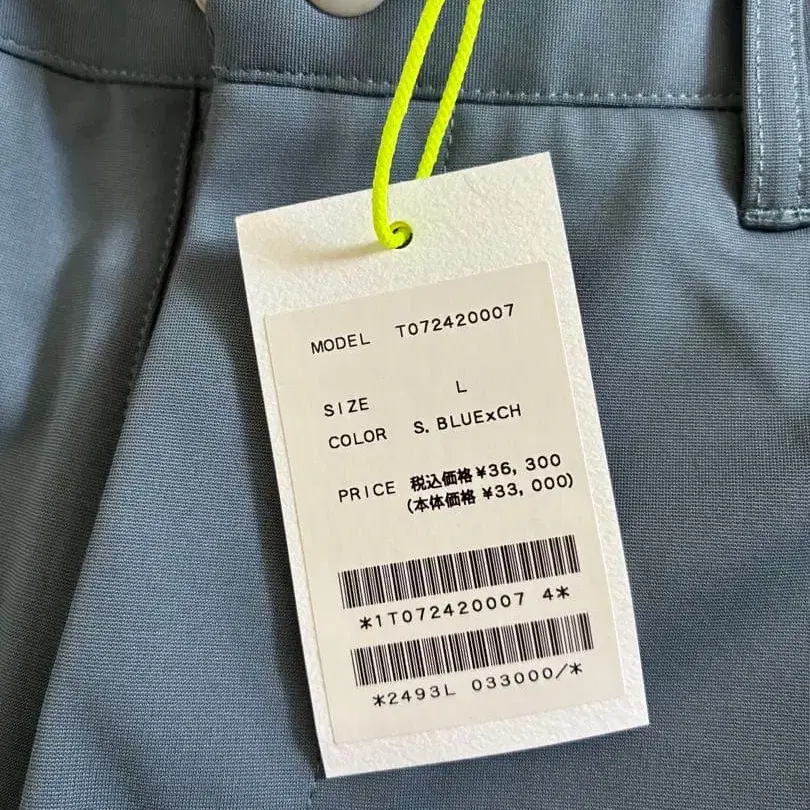 MODEL T072420007
SIZE L
COLOR S. BLUExCH
PRICE 税込価格 ¥36, 300
(本体価格 ¥33, 000)
*1T072420007 4*
*2493L 033000/*